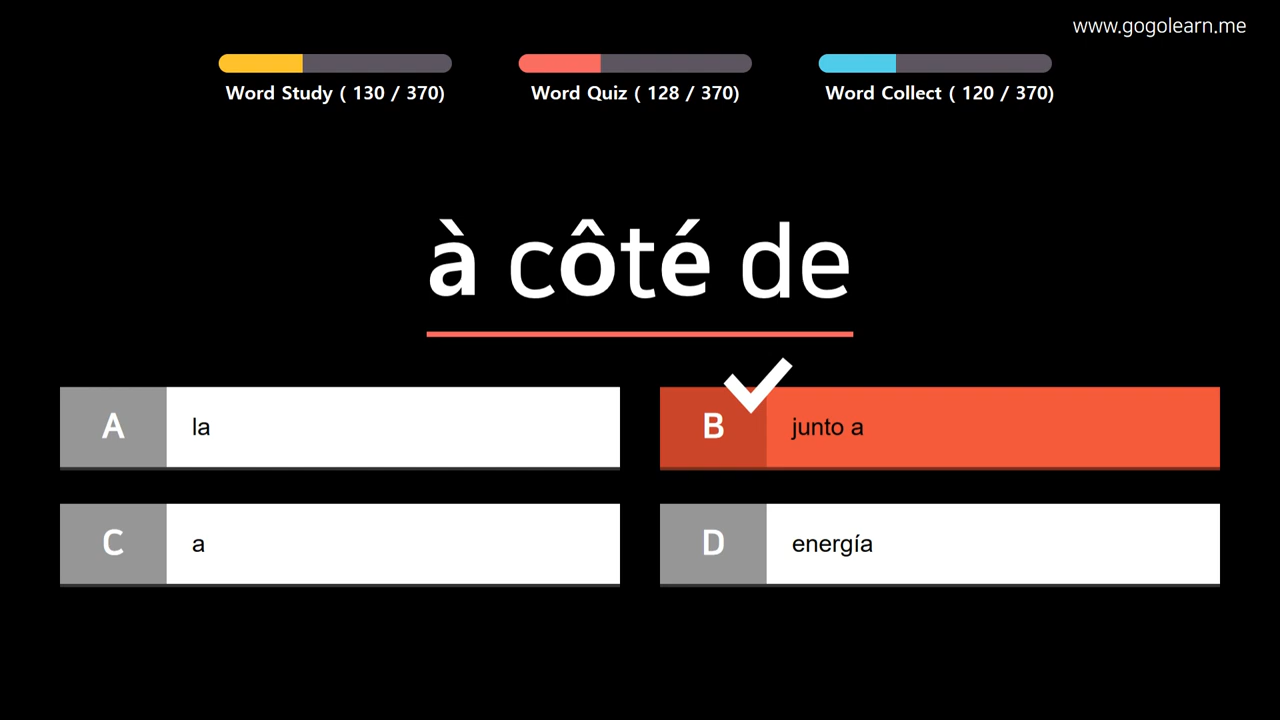 www.gogolearn.me
Word Study ( 130 / 370)
Word Quiz ( 128 / 370)
Word Collect ( 120 / 370)
à côté de
A la
B junto a
C a
D energía